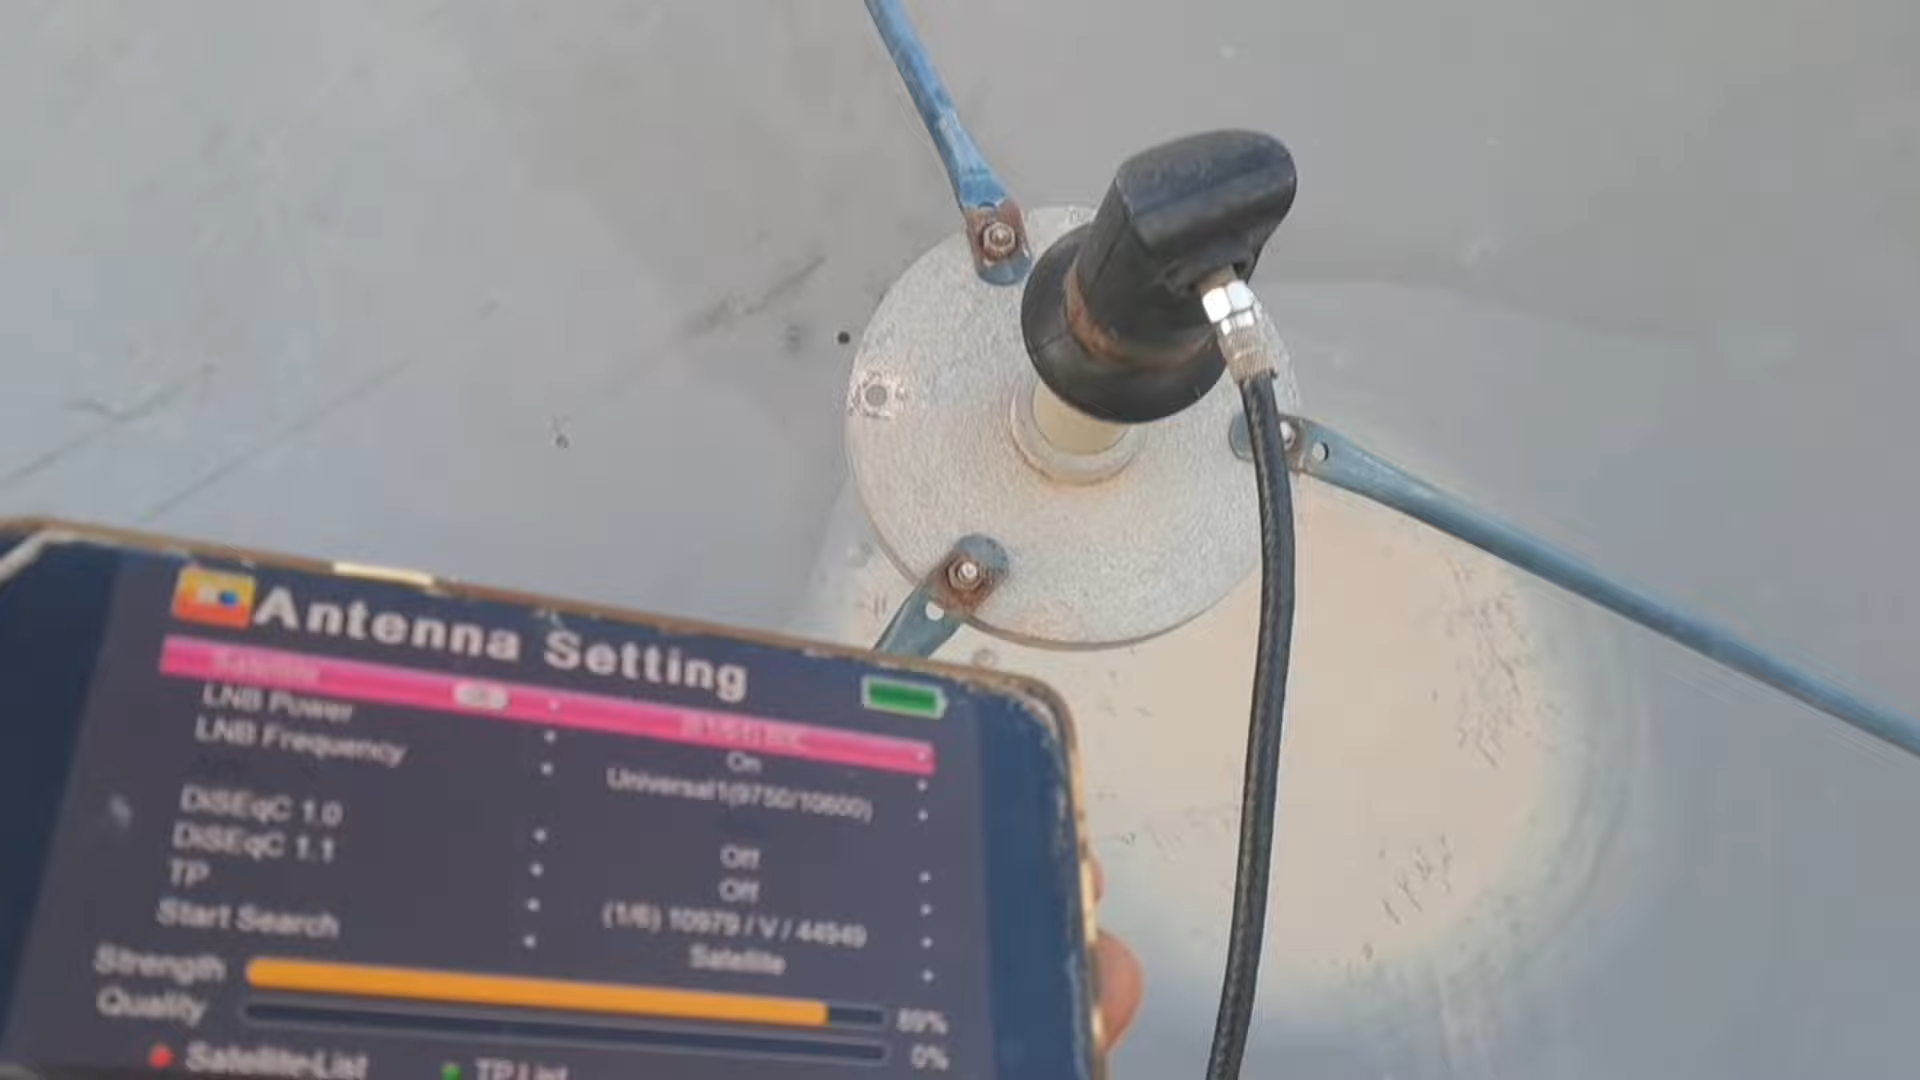 Antenna Setting
Satellite
LNB Power On
LNB Frequency Universal1(9750/10600)
DiSEqC 1.0 Off
DiSEqC 1.1 Off
TP (1/6) 10979 / V / 44949
Start Search Satellite
Strength 89%
Quality 0%
Satellite List TP List